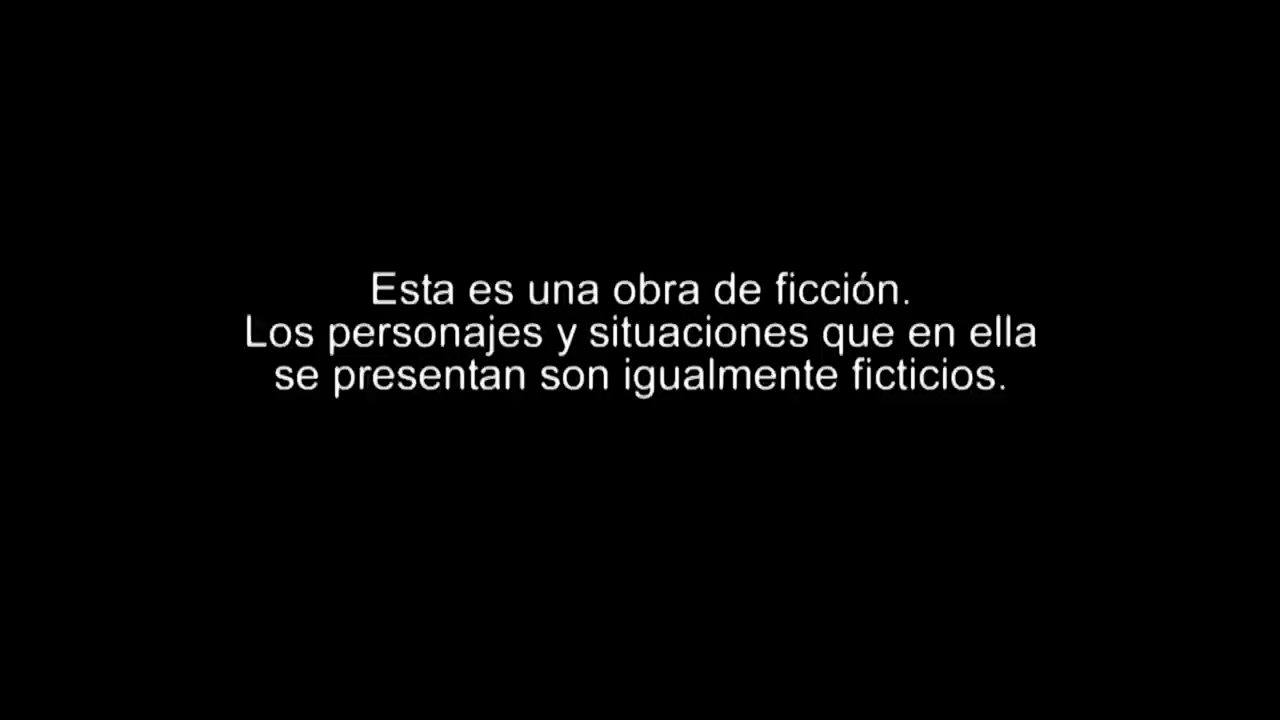 Esta es una obra de ficción.
Los personajes y situaciones que en ella
se presentan son igualmente ficticios.